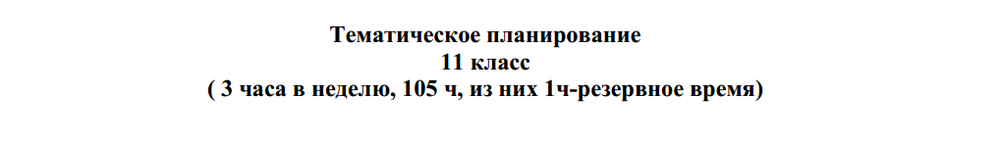 Тематическое планирование
11 класс
( 3 часа в неделю, 105 ч, из них 1ч-резервное время)